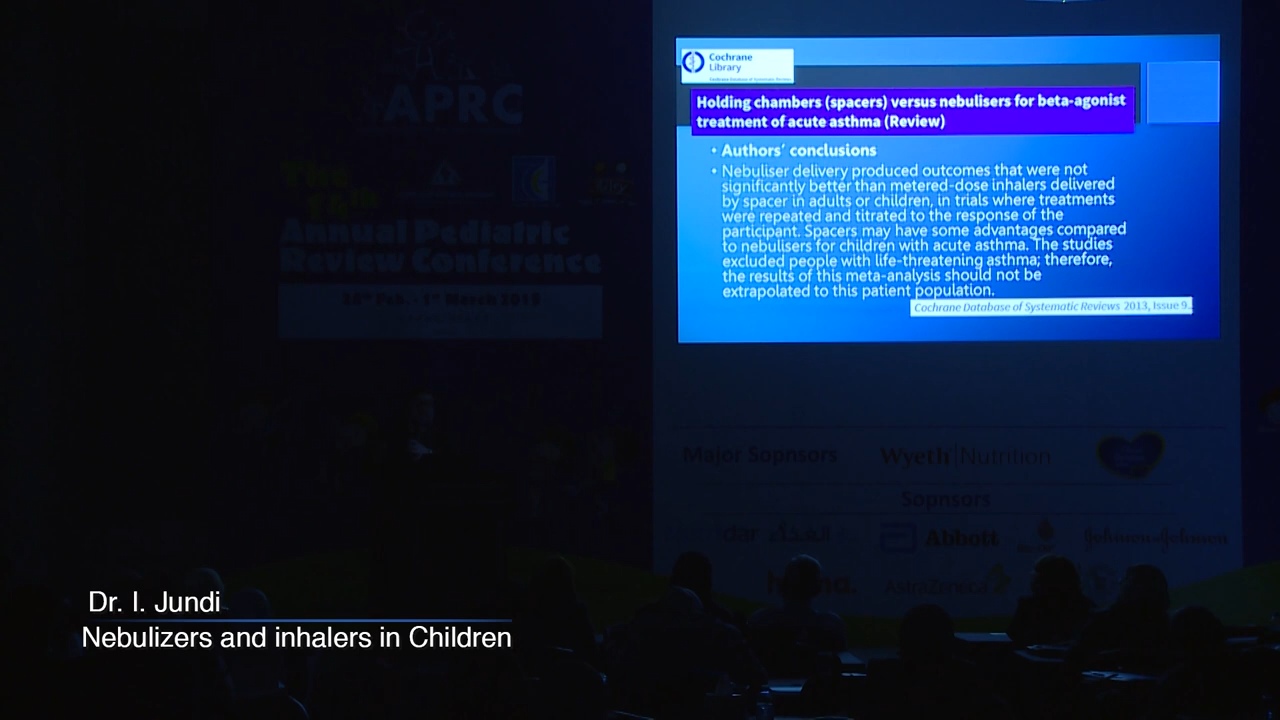 APRC
Annual Pediatric
Review Conference
Cochrane
Library
Holding chambers (spacers) versus nebulisers for beta-agonist
treatment of acute asthma (Review)
• Authors' conclusions
• Nebuliser delivery produced outcomes that were not
significantly better than metered-dose inhalers delivered
by spacer in adults or children, in trials where treatments
were repeated and titrated to the response of the
participant. Spacers may have some advantages compared
to nebulisers for children with acute asthma. The studies
excluded people with life-threatening asthma; therefore,
the results of this meta-analysis should not be
extrapolated to this patient population.
Cochrane Database of Systematic Reviews 2013, Issue 9.
Major Sopnsors
Wyeth | Nutrition
Sopnsors
dar الغذاء
Abbott
Johnson & Johnson
AstraZeneca
Dr. I. Jundi
Nebulizers and inhalers in Children